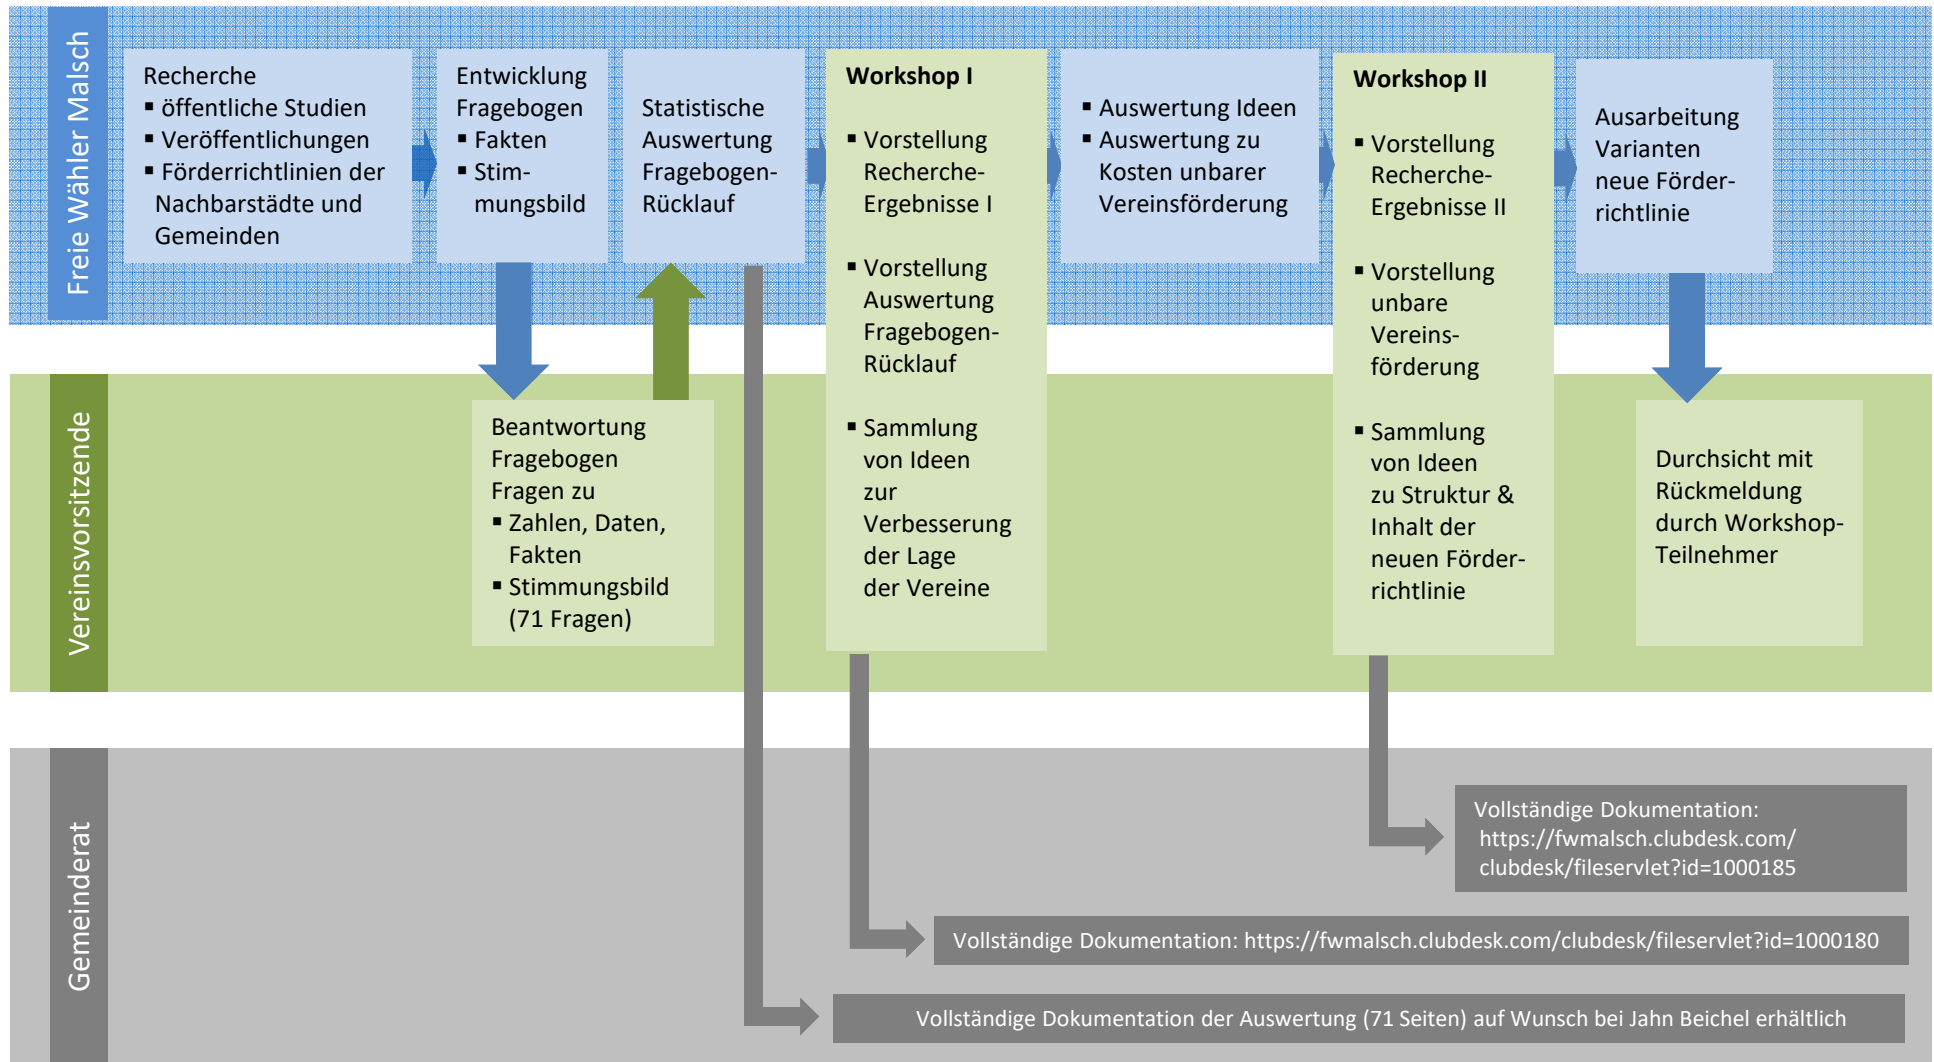 Freie Wähler Malsch
Recherche
▪ öffentliche Studien
▪ Veröffentlichungen
▪ Förderrichtlinien der
Nachbarstädte und
Gemeinden
Entwicklung
Fragebogen
▪ Fakten
▪ Stim-
mungsbild
Statistische
Auswertung
Fragebogen-
Rücklauf
Workshop I
▪ Vorstellung
Recherche-
Ergebnisse I
▪ Vorstellung
Auswertung
Fragebogen-
Rücklauf
▪ Sammlung
von Ideen
zur
Verbesserung
der Lage
der Vereine
▪ Auswertung Ideen
▪ Auswertung zu
Kosten unbarer
Vereinsförderung
Workshop II
▪ Vorstellung
Recherche-
Ergebnisse II
▪ Vorstellung
unbare
Vereins-
förderung
▪ Sammlung
von Ideen
zu Struktur &
Inhalt der
neuen Förder-
richtlinie
Ausarbeitung
Varianten
neue Förder-
richtlinie
Vereinsvorsitzende
Beantwortung
Fragebogen
Fragen zu
▪ Zahlen, Daten,
Fakten
▪ Stimmungsbild
(71 Fragen)
Durchsicht mit
Rückmeldung
durch Workshop-
Teilnehmer
Gemeinderat
Vollständige Dokumentation:
https://fwmalsch.clubdesk.com/
clubdesk/fileservlet?id=1000185
Vollständige Dokumentation: https://fwmalsch.clubdesk.com/clubdesk/fileservlet?id=1000180
Vollständige Dokumentation der Auswertung (71 Seiten) auf Wunsch bei Jahn Beichel erhältlich